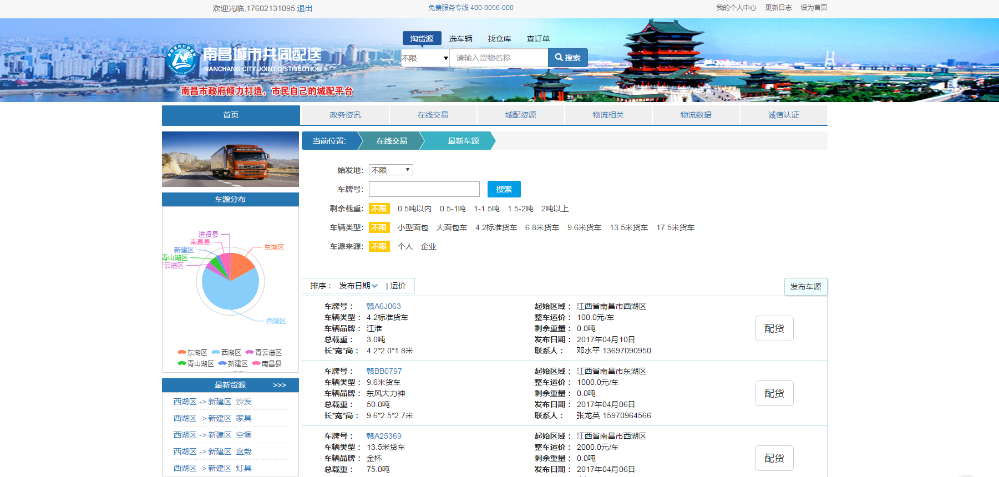 欢迎光临,17602131095 退出
免费服务专线 400-0056-000
我的个人中心 更新日志 设为首页
淘货源 选车辆 找仓库 查订单
南昌城市共同配送
NANCHANG CITY JOINT DISTRIBUTION
不限 请输入货物名称 搜索
南昌市政府倾力打造，市民自己的城配平台
首页 政务资讯 在线交易 城配资源 物流相关 物流数据 诚信认证
当前位置: 在线交易 最新车源
车源分布
进贤县
南昌县
新建区
青山湖区
云谱区
东湖区
西湖区
东湖区 西湖区 青云谱区
青山湖区 新建区 南昌县
最新货源 >>>
西湖区 -> 新建区 沙发
西湖区 -> 新建区 家具
西湖区 -> 新建区 空调
西湖区 -> 新建区 盆栽
西湖区 -> 新建区 灯具
始发地: 不限
车牌号: 搜索
剩余载重: 不限 0.5吨以内 0.5-1吨 1-1.5吨 1.5-2吨 2吨以上
车辆类型: 不限 小型面包 大面包车 4.2标准货车 6.8米货车 9.6米货车 13.5米货车 17.5米货车
车源来源: 不限 个人 企业
排序： 发布日期 | 运价
发布车源
车牌号： 赣A6J063 起始区域： 江西省南昌市西湖区
车辆类型： 4.2标准货车 整车运价： 100.0元/车
车辆品牌： 江淮 剩余重量： 0.0吨
总载重： 3.0吨 发布日期： 2017年04月10日
长*宽*高： 4.2*2.0*1.8米 联系人： 邓水平 13697090950
配货
车牌号： 赣BB0797 起始区域： 江西省南昌市东湖区
车辆类型： 9.6米货车 整车运价： 1000.0元/车
车辆品牌： 东风大力神 剩余重量： 0.0吨
总载重： 50.0吨 发布日期： 2017年04月06日
长*宽*高： 9.6*2.5*2.7米 联系人： 张龙英 15970964566
配货
车牌号： 赣A25369 起始区域： 江西省南昌市西湖区
车辆类型： 13.5米货车 整车运价： 2000.0元/车
车辆品牌： 金杯 剩余重量： 0.0吨
总载重： 75.0吨 发布日期： 2017年04月06日
配货